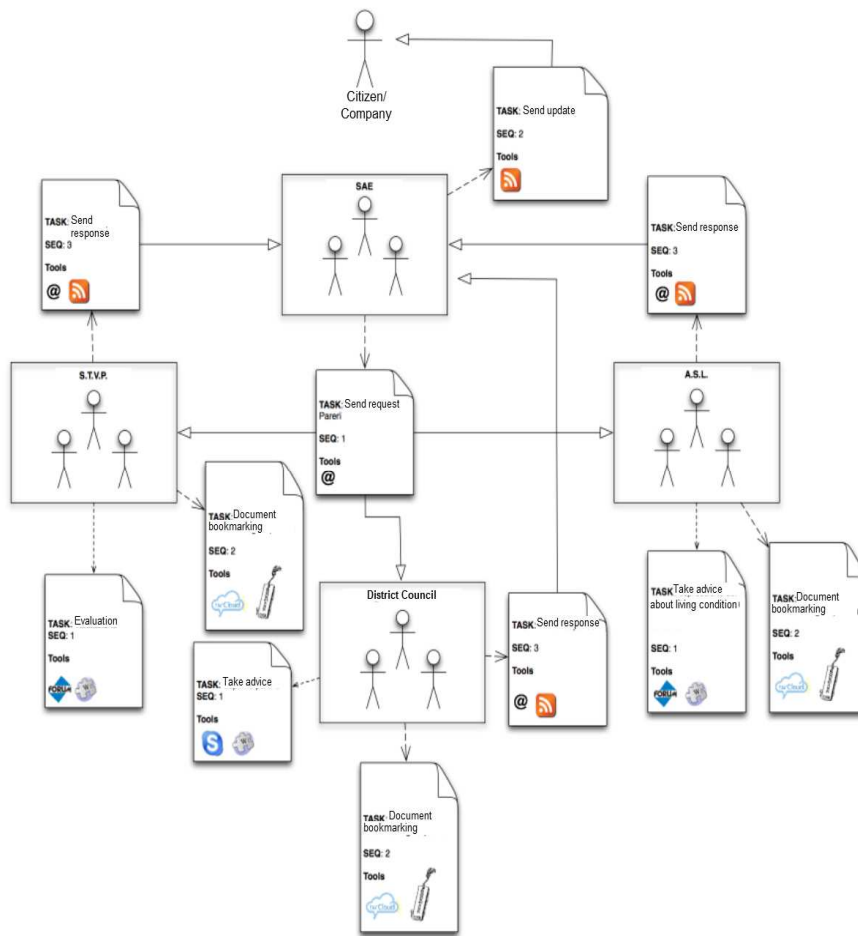 Citizen/
Company
TASK: Send update
SEQ: 2
Tools
SAE
TASK: Send
response
SEQ: 3
Tools
@
TASK: Send response
SEQ: 3
Tools
@
S.T.V.P.
TASK: Send request
Pareri
SEQ: 1
Tools
@
A.S.L.
TASK: Document
bookmarking
SEQ: 2
Tools
TASK: Evaluation
SEQ: 1
Tools
FORUM
District Council
TASK: Take advice
SEQ: 1
Tools
S
TASK: Send response
SEQ: 3
Tools
@
TASK Take advice
about living condition
SEQ: 1
Tools
FORUM
TASK: Document
bookmarking
SEQ: 2
Tools
TASK: Document
bookmarking
SEQ: 2
Tools